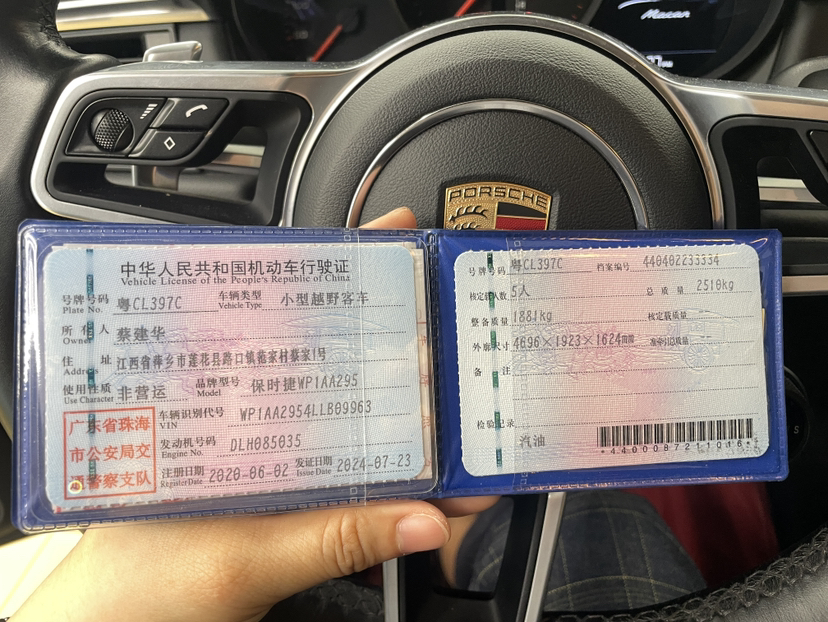 Macan
PORSCHE
中华人民共和国机动车行驶证
Vehicle License of the People's Republic of China
号牌号码 粤CL397C 车辆类型 小型越野客车
Plate No. Vehicle Type
所有人 蔡建华
Owner
住址 江西省萍乡市莲花县路口镇街家村蔡家1号
Address
使用性质 非营运 品牌型号 保时捷WP1AA295
Use Character Model
车辆识别代号 WP1AA2954LLB09963
VIN
发动机号码 DLH085035
Engine No.
注册日期 2020-06-02 发证日期 2024-07-23
Register Date Issue Date
广东省珠海
市公安局交
警察支队
号牌号码 粤CL397C 档案编号 440402233334
核定载人数 5人 总质量 2510kg
整备质量 1881kg 核定载质量 --
外廓尺寸 4696×1923×1624mm 准牵引总质量 --
备注
检验记录
汽油
*4400087211016*